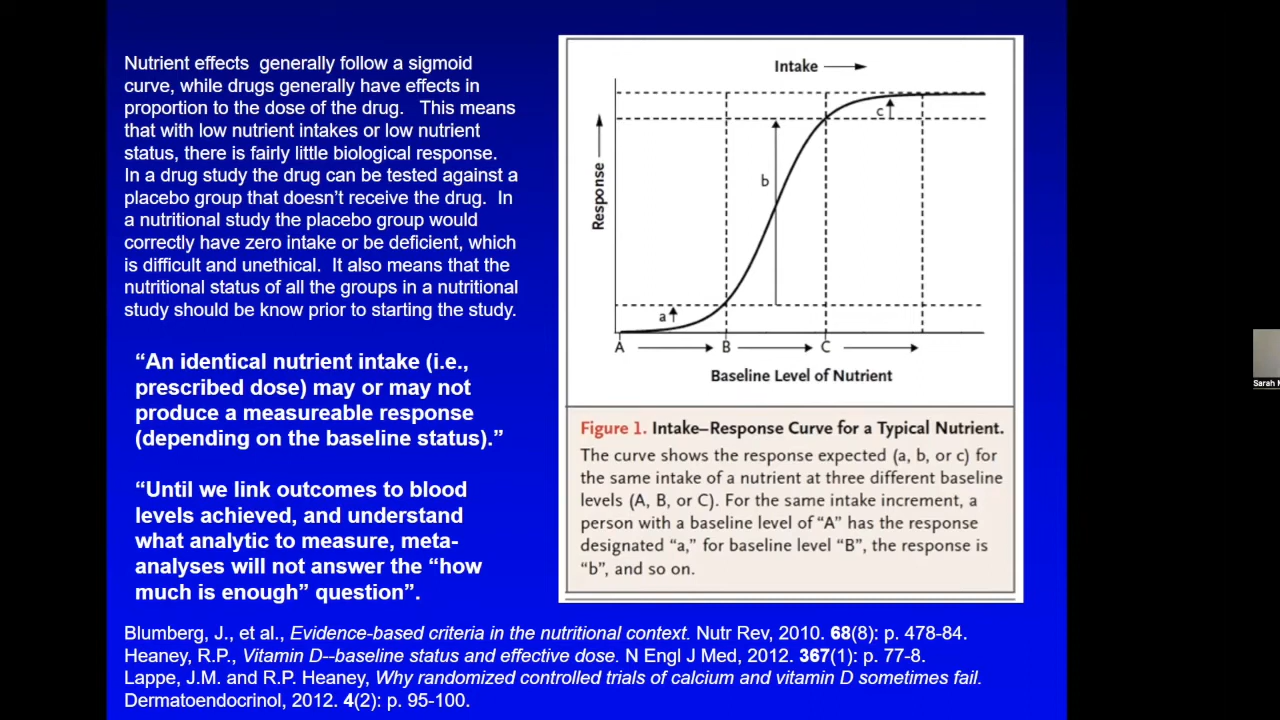 Nutrient effects generally follow a sigmoid
curve, while drugs generally have effects in
proportion to the dose of the drug. This means
that with low nutrient intakes or low nutrient
status, there is fairly little biological response.
In a drug study the drug can be tested against a
placebo group that doesn’t receive the drug. In
a nutritional study the placebo group would
correctly have zero intake or be deficient, which
is difficult and unethical. It also means that the
nutritional status of all the groups in a nutritional
study should be know prior to starting the study.
“An identical nutrient intake (i.e.,
prescribed dose) may or may not
produce a measureable response
(depending on the baseline status).”
“Until we link outcomes to blood
levels achieved, and understand
what analytic to measure, meta-
analyses will not answer the “how
much is enough” question”.
Intake
Response
a
b
c
A
B
C
Baseline Level of Nutrient
Figure 1. Intake–Response Curve for a Typical Nutrient.
The curve shows the response expected (a, b, or c) for
the same intake of a nutrient at three different baseline
levels (A, B, or C). For the same intake increment, a
person with a baseline level of “A” has the response
designated “a,” for baseline level “B”, the response is
“b”, and so on.
Blumberg, J., et al., Evidence-based criteria in the nutritional context. Nutr Rev, 2010. 68(8): p. 478-84.
Heaney, R.P., Vitamin D--baseline status and effective dose. N Engl J Med, 2012. 367(1): p. 77-8.
Lappe, J.M. and R.P. Heaney, Why randomized controlled trials of calcium and vitamin D sometimes fail.
Dermatoendocrinol, 2012. 4(2): p. 95-100.
Sarah